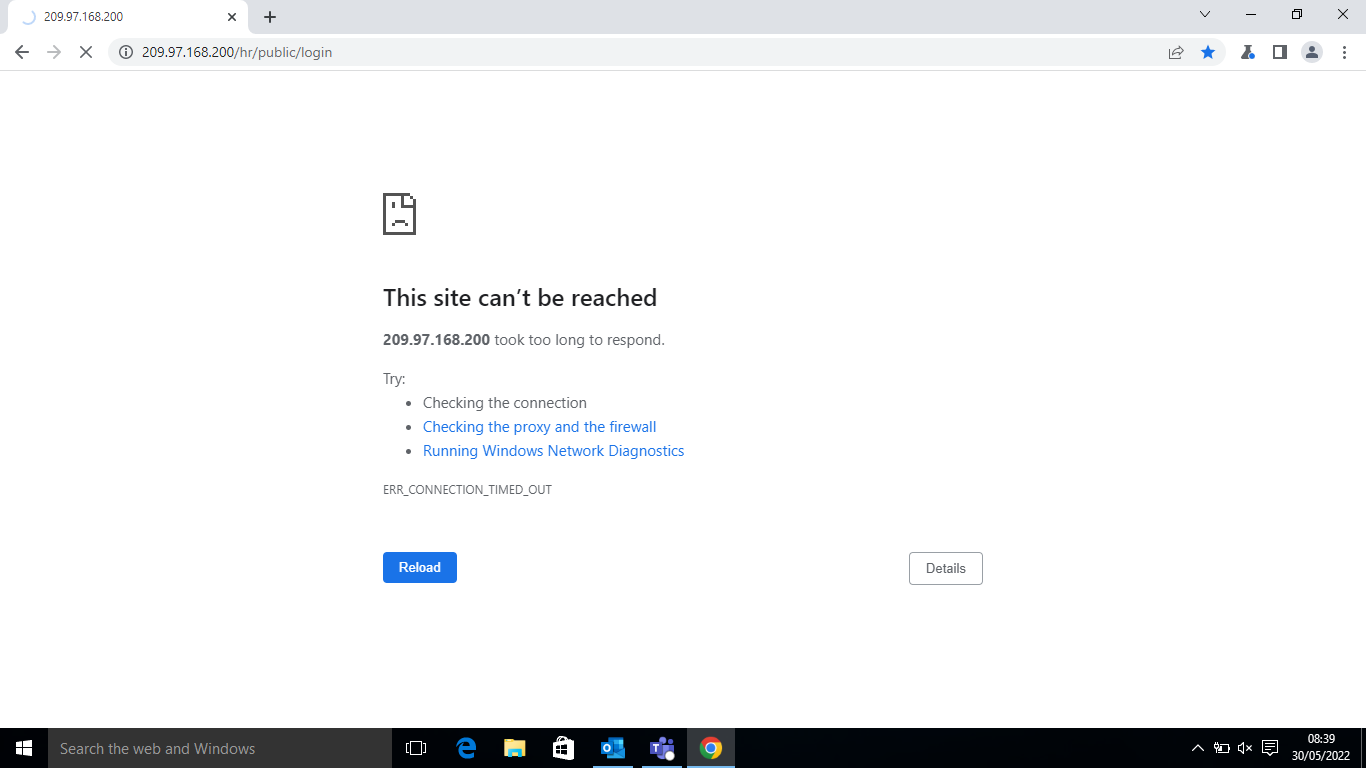 209.97.168.200
209.97.168.200/hr/public/login
This site can't be reached
209.97.168.200 took too long to respond.
Try:
• Checking the connection
• Checking the proxy and the firewall
• Running Windows Network Diagnostics
ERR_CONNECTION_TIMED_OUT
Reload
Details
Search the web and Windows
08:39
30/05/2022